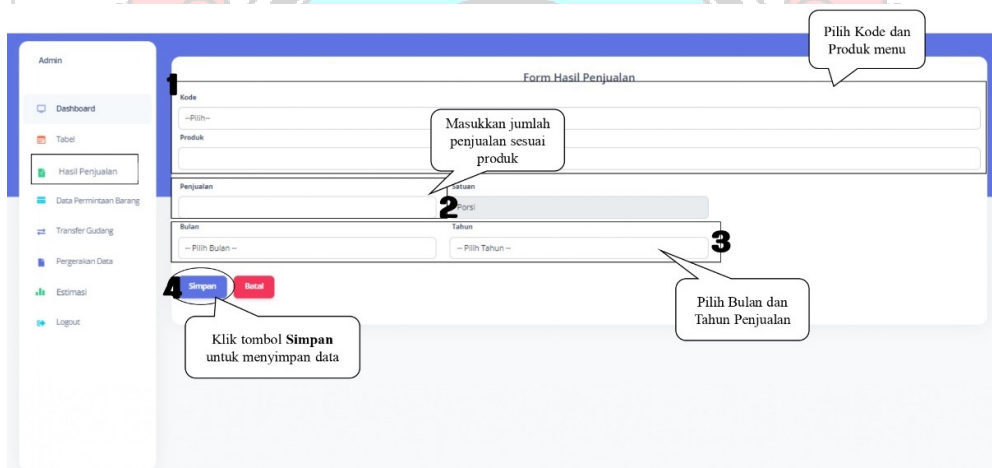 Pilih Kode dan
Produk menu
Admin
Dashboard
Tabel
Hasil Penjualan
Data Permintaan Barang
Transfer Gudang
Pergerakan Data
Estimasi
Logout
Form Hasil Penjualan
1
Kode
--Pilih--
Produk
Masukkan jumlah
penjualan sesuai
produk
Penjualan
Satuan
2
Porsi
Bulan
Tahun
-- Pilih Bulan --
-- Pilih Tahun --
3
4
Simpan
Batal
Pilih Bulan dan
Tahun Penjualan
Klik tombol Simpan
untuk menyimpan data